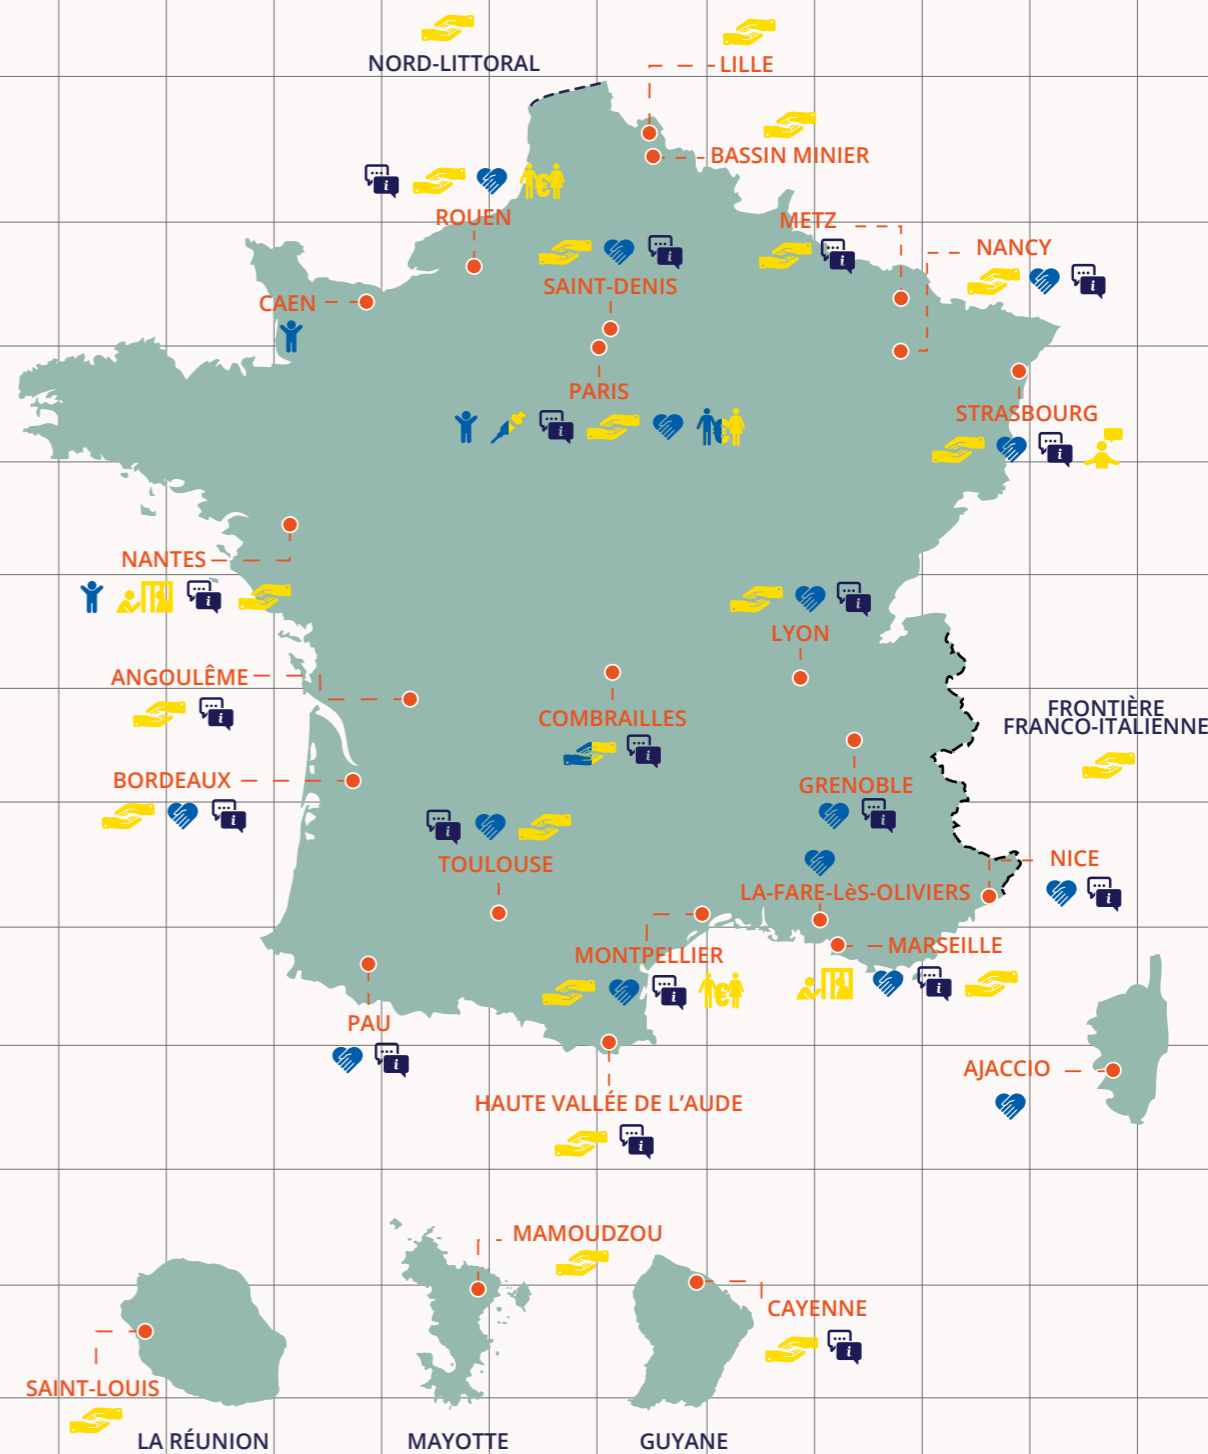 NORD-LITTORAL
LILLE
BASSIN MINIER
ROUEN
METZ
NANCY
SAINT-DENIS
CAEN
PARIS
STRASBOURG
NANTES
LYON
ANGOULÊME
COMBRAILLES
FRONTIÈRE
FRANCO-ITALIENNE
BORDEAUX
GRENOBLE
TOULOUSE
NICE
LA-FARE-LèS-OLIVIERS
MARSEILLE
MONTPELLIER
PAU
AJACCIO
HAUTE VALLÉE DE L’AUDE
MAMOUDZOU
CAYENNE
SAINT-LOUIS
LA RÉUNION
MAYOTTE
GUYANE